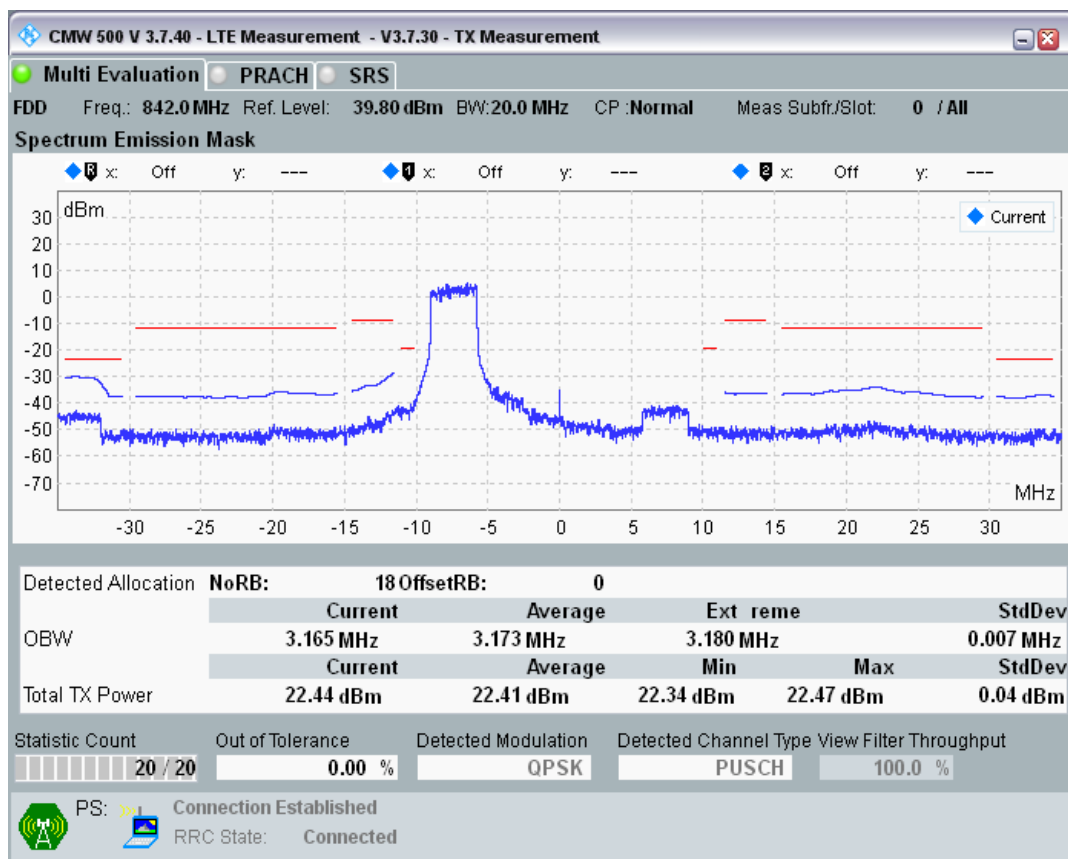 CMW 500 V 3.7.40 - LTE Measurement - V3.7.30 - TX Measurement
Multi Evaluation PRACH SRS
FDD Freq.: 842.0 MHz Ref. Level: 39.80 dBm BW:20.0 MHz CP :Normal Meas Subfr./Slot: 0 / All
Spectrum Emission Mask
R x: Off y: --- 1 x: Off y: --- 2 x: Off y: ---
dBm
Current
30
20
10
0
-10
-20
-30
-40
-50
-60
-70
MHz
-30 -25 -20 -15 -10 -5 0 5 10 15 20 25 30
Detected Allocation NoRB: 18 OffsetRB: 0
Current Average Ext reme StdDev
OBW 3.165 MHz 3.173 MHz 3.180 MHz 0.007 MHz
Current Average Min Max StdDev
Total TX Power 22.44 dBm 22.41 dBm 22.34 dBm 22.47 dBm 0.04 dBm
Statistic Count Out of Tolerance Detected Modulation Detected Channel Type View Filter Throughput
20 / 20 0.00 % QPSK PUSCH 100.0 %
PS: Connection Established
RRC State: Connected